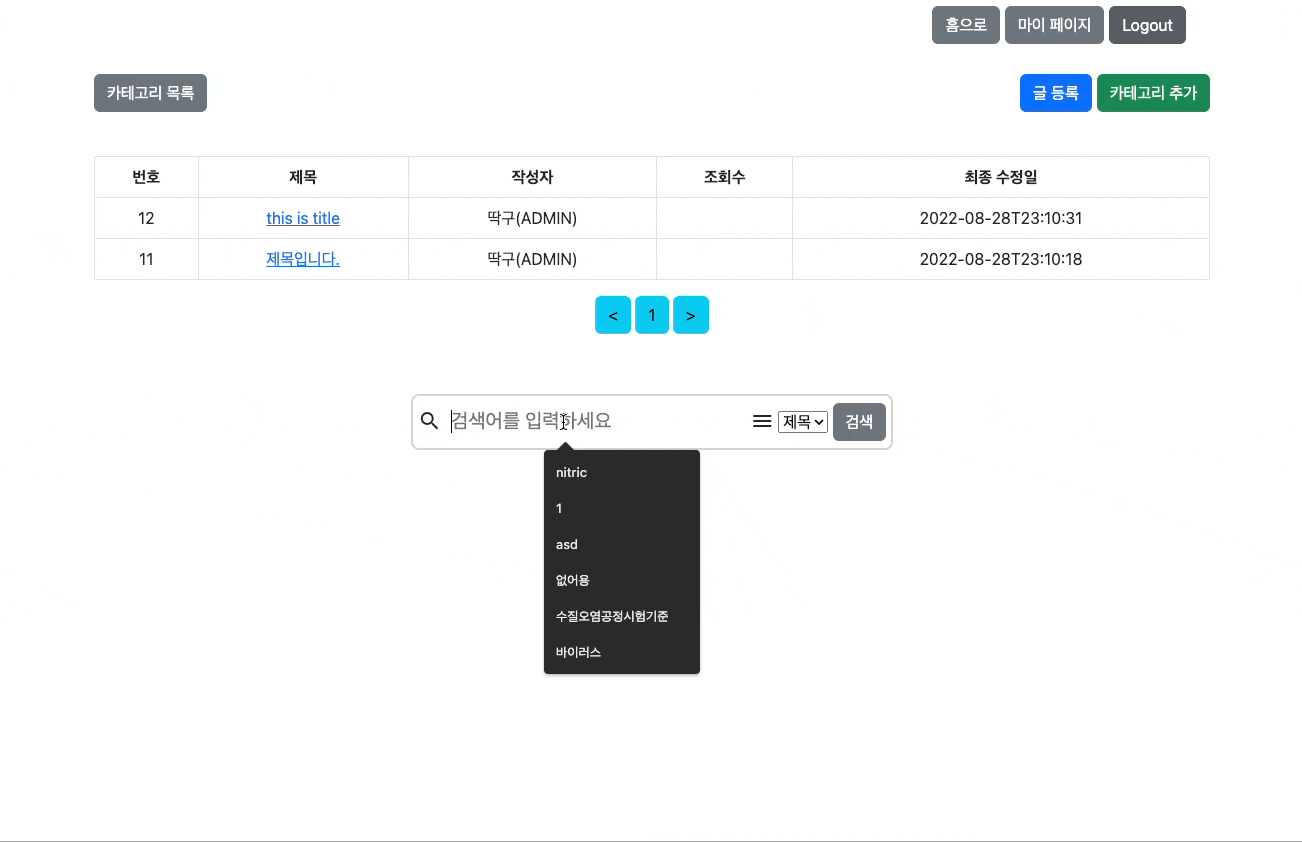 홈으로 마이 페이지 Logout
카테고리 목록 글 등록 카테고리 추가
번호 제목 작성자 조회수 최종 수정일
12 this is title 딱구(ADMIN) 2022-08-28T23:10:31
11 제목입니다. 딱구(ADMIN) 2022-08-28T23:10:18
< 1 >
검색어를 입력하세요 제목 검색
nitric
1
asd
없어용
수질오염공정시험기준
바이러스